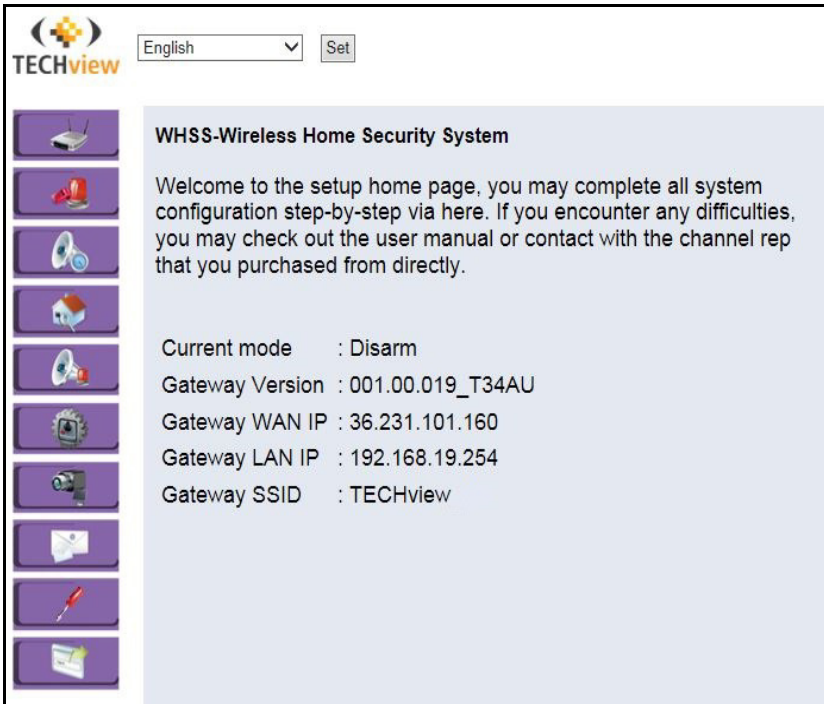 TECHview
English Set
WHSS-Wireless Home Security System
Welcome to the setup home page, you may complete all system
configuration step-by-step via here. If you encounter any difficulties,
you may check out the user manual or contact with the channel rep
that you purchased from directly.
Current mode : Disarm
Gateway Version : 001.00.019_T34AU
Gateway WAN IP : 36.231.101.160
Gateway LAN IP : 192.168.19.254
Gateway SSID : TECHview